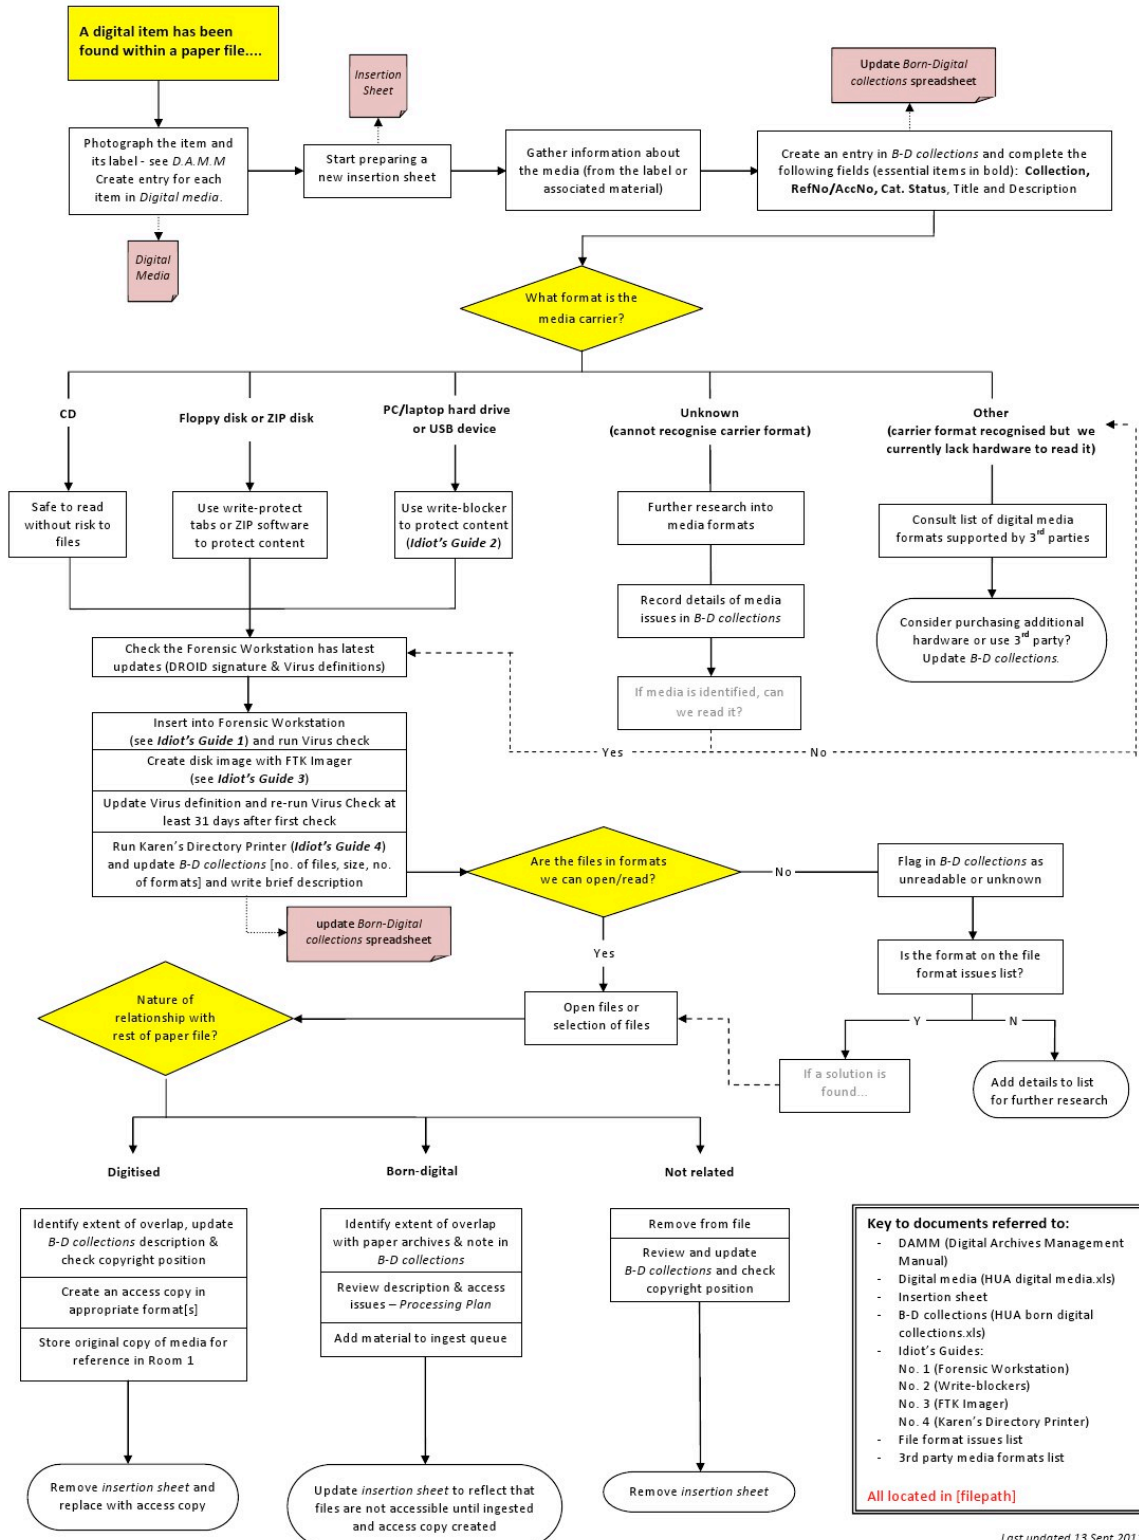 A digital item has been
found within a paper file....
Insertion
Sheet
Update Born-Digital
collections spreadsheet
Photograph the item and
its label - see D.A.M.M
Create entry for each
item in Digital media.
Start preparing a
new insertion sheet
Gather information about
the media (from the label or
associated material)
Create an entry in B-D collections and complete the
following fields (essential items in bold): Collection,
RefNo/AccNo, Cat. Status, Title and Description
Digital
Media
What format is the
media carrier?
CD
Floppy disk or ZIP disk
PC/laptop hard drive
or USB device
Unknown
(cannot recognise carrier format)
Other
(carrier format recognised but we
currently lack hardware to read it)
Safe to read
without risk to
files
Use write-protect
tabs or ZIP software
to protect content
Use write-blocker
to protect content
(Idiot's Guide 2)
Further research into
media formats
Consult list of digital media
formats supported by 3rd parties
Record details of media
issues in B-D collections
Consider purchasing additional
hardware or use 3rd party?
Update B-D collections.
Check the Forensic Workstation has latest
updates (DROID signature & Virus definitions)
If media is identified, can
we read it?
Yes
No
Insert into Forensic Workstation
(see Idiot's Guide 1) and run Virus check
Create disk image with FTK Imager
(see Idiot's Guide 3)
Update Virus definition and re-run Virus Check at
least 31 days after first check
Run Karen's Directory Printer (Idiot's Guide 4)
and update B-D collections [no. of files, size, no.
of formats] and write brief description
Are the files in formats
we can open/read?
No
Flag in B-D collections as
unreadable or unknown
update Born-Digital
collections spreadsheet
Yes
Is the format on the file
format issues list?
Nature of
relationship with
rest of paper file?
Open files or
selection of files
Y
N
If a solution is
found...
Add details to list
for further research
Digitised
Born-digital
Not related
Identify extent of overlap, update
B-D collections description &
check copyright position
Create an access copy in
appropriate format[s]
Store original copy of media for
reference in Room 1
Identify extent of overlap
with paper archives & note in
B-D collections
Review description & access
issues – Processing Plan
Add material to ingest queue
Remove from file
Review and update
B-D collections and check
copyright position
Key to documents referred to:
- DAMM (Digital Archives Management
Manual)
- Digital media (HUA digital media.xls)
- Insertion sheet
- B-D collections (HUA born digital
collections.xls)
- Idiot's Guides:
No. 1 (Forensic Workstation)
No. 2 (Write-blockers)
No. 3 (FTK Imager)
No. 4 (Karen's Directory Printer)
- File format issues list
- 3rd party media formats list
All located in [filepath]
Remove insertion sheet and
replace with access copy
Update insertion sheet to reflect that
files are not accessible until ingested
and access copy created
Remove insertion sheet
Last updated 13 Sept